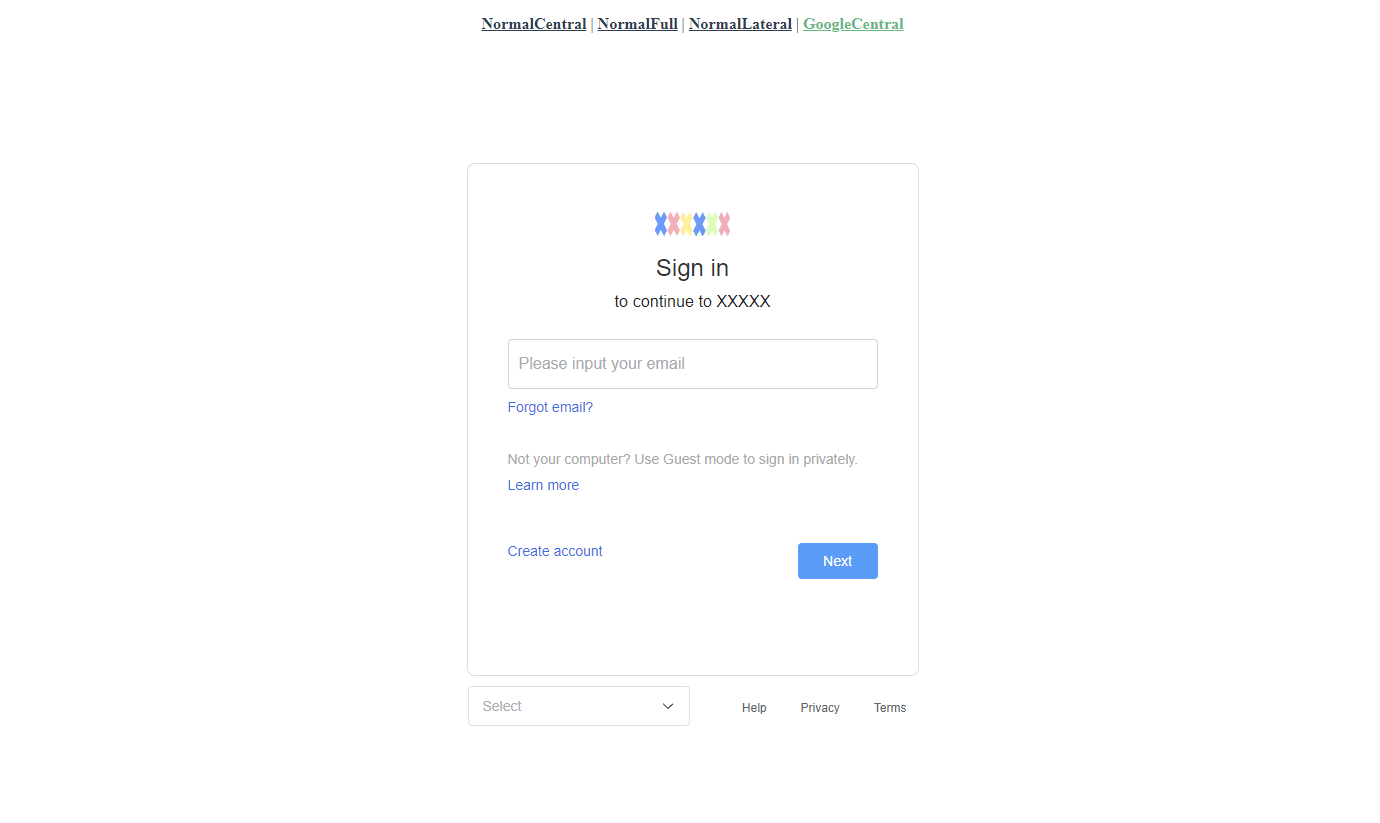 NormalCentral | NormalFull | NormalLateral | GoogleCentral
XXXXXX
Sign in
to continue to XXXXX
Please input your email
Forgot email?
Not your computer? Use Guest mode to sign in privately.
Learn more
Create account
Next
Select
Help
Privacy
Terms